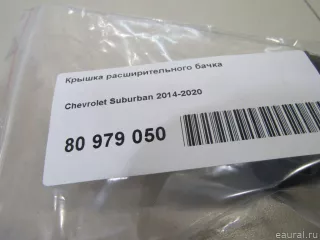 Крышка расширительного бачка
Chevrolet Suburban 2014-2020
80 979 050
eaural.ru